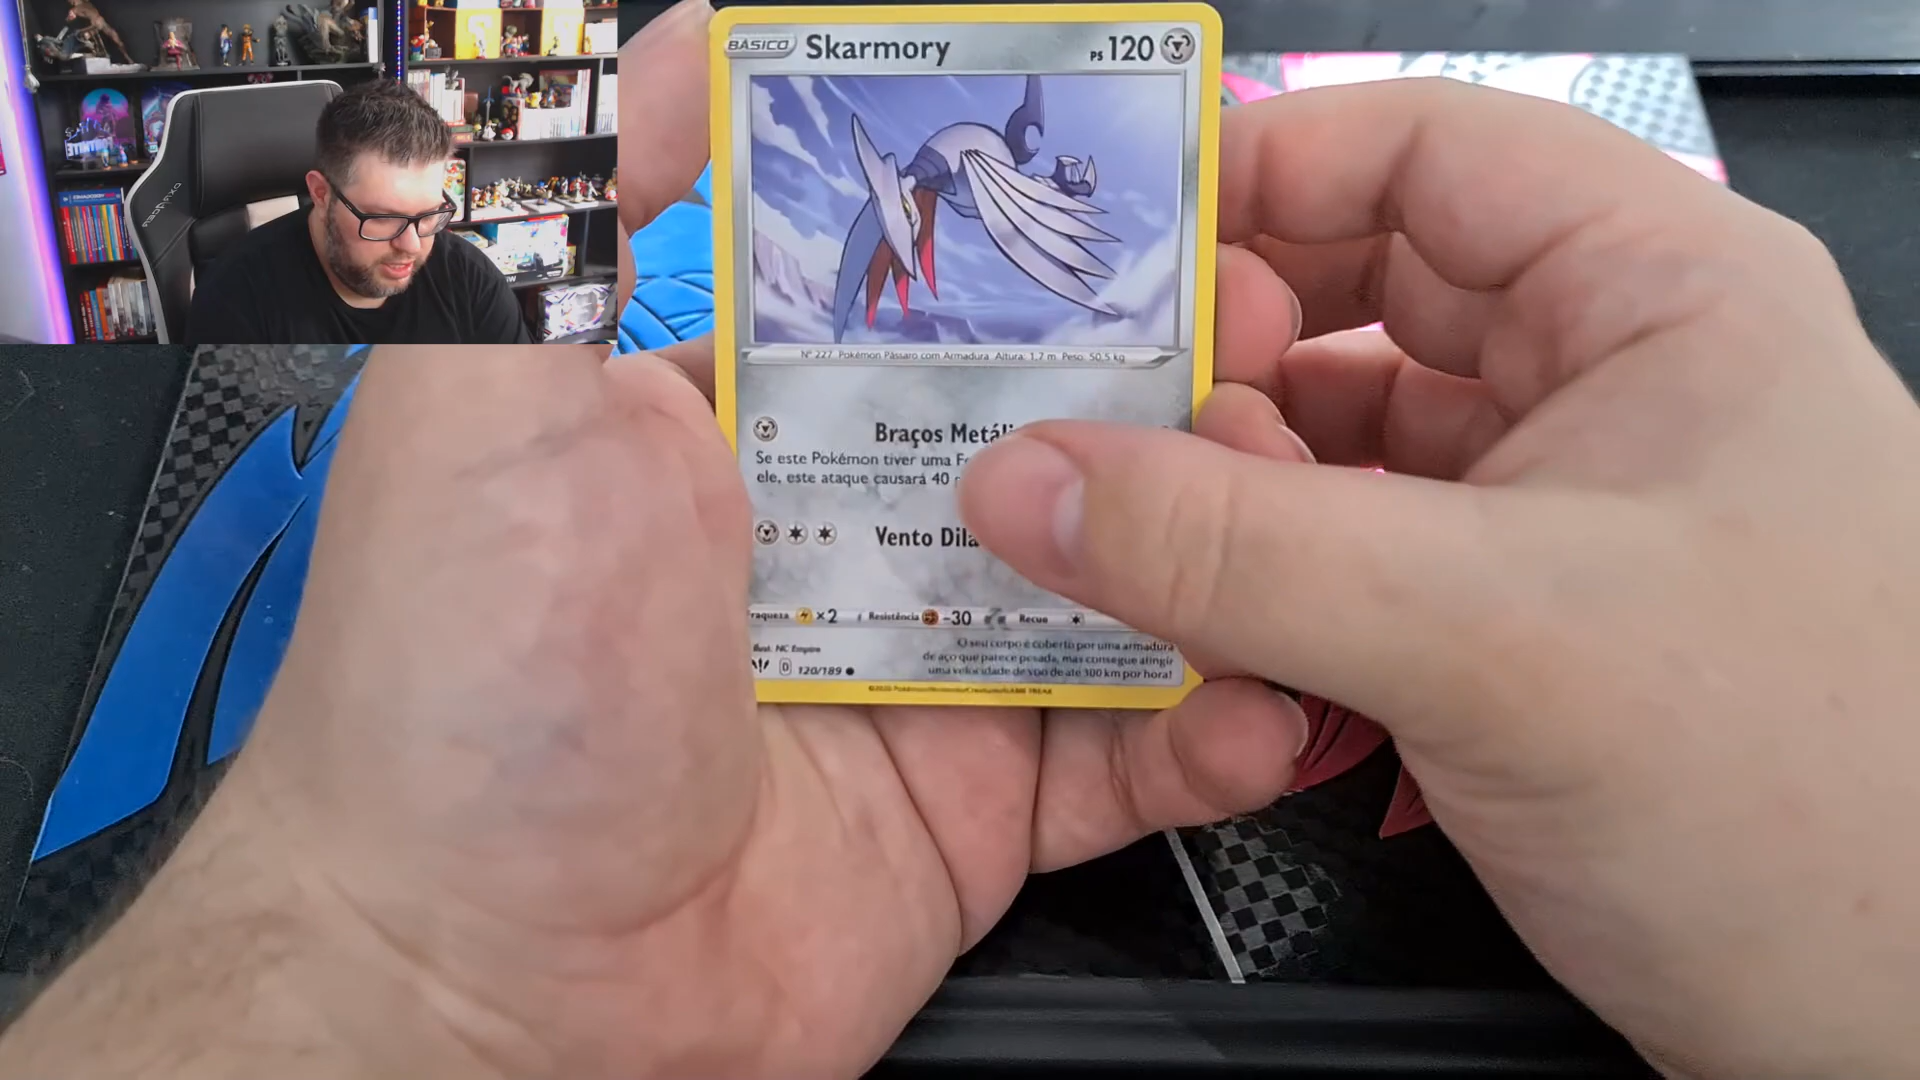 BÁSICO Skarmory PS 120
Nº 227 Pokémon Pássaro com Armadura Altura: 1,7 m Peso: 50,5 kg
Braços Metáli
Se este Pokémon tiver uma
ele, este ataque causará 40
Vento Dila
raqueza ×2 Resistência -30 Recuo
Ilust. NC Empire
O seu corpo é coberto por uma armadura
de aço que parece pesada, mas consegue atingir
uma velocidade de voo de até 300 km por hora!
D 120/189